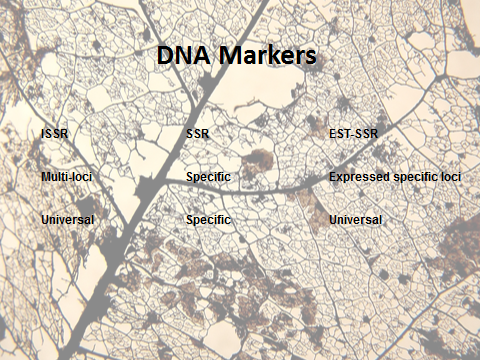 DNA Markers
ISSR SSR EST-SSR
Multi-loci Specific Expressed specific loci
Universal Specific Universal